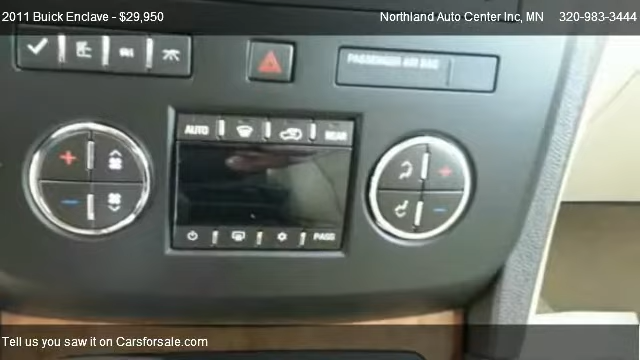 2011 Buick Enclave - $29,950
Northland Auto Center Inc, MN 320-983-3444
PASSENGER AIR BAG
AUTO
REAR
PASS
Tell us you saw it on Carsforsale.com